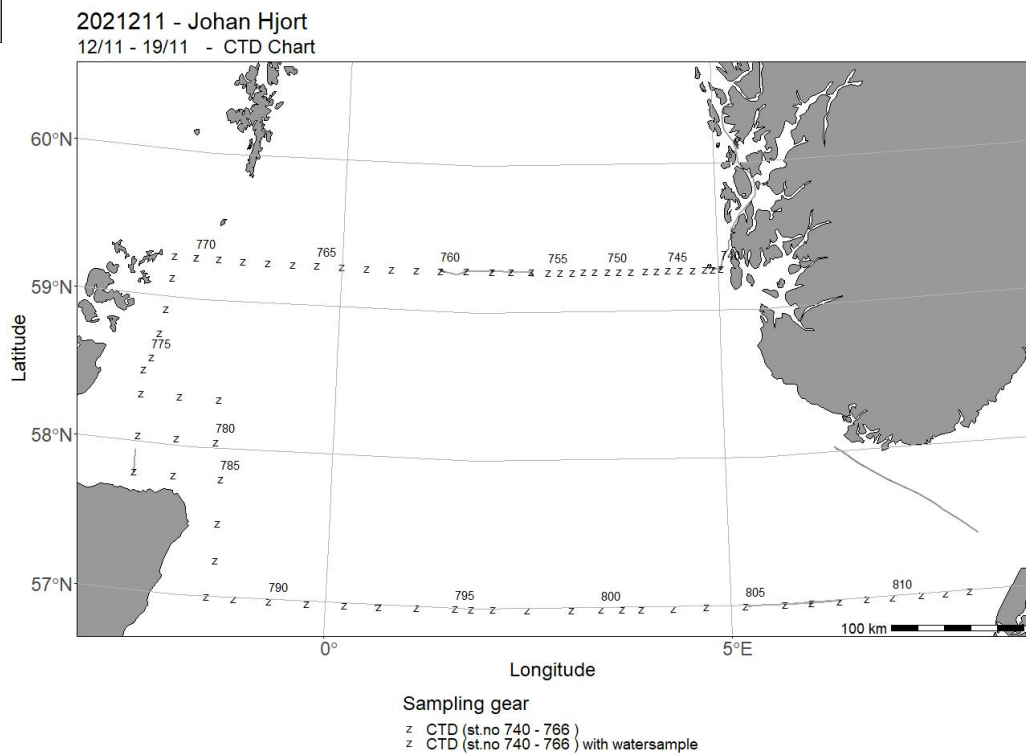 2021211 - Johan Hjort
12/11 - 19/11 - CTD Chart
60°N
59°N
58°N
57°N
Latitude
770
765
760
755
750
745
740
775
780
785
790
795
800
805
810
100 km
0°
5°E
Longitude
Sampling gear
z CTD (st.no 740 - 766 )
z CTD (st.no 740 - 766 ) with watersample